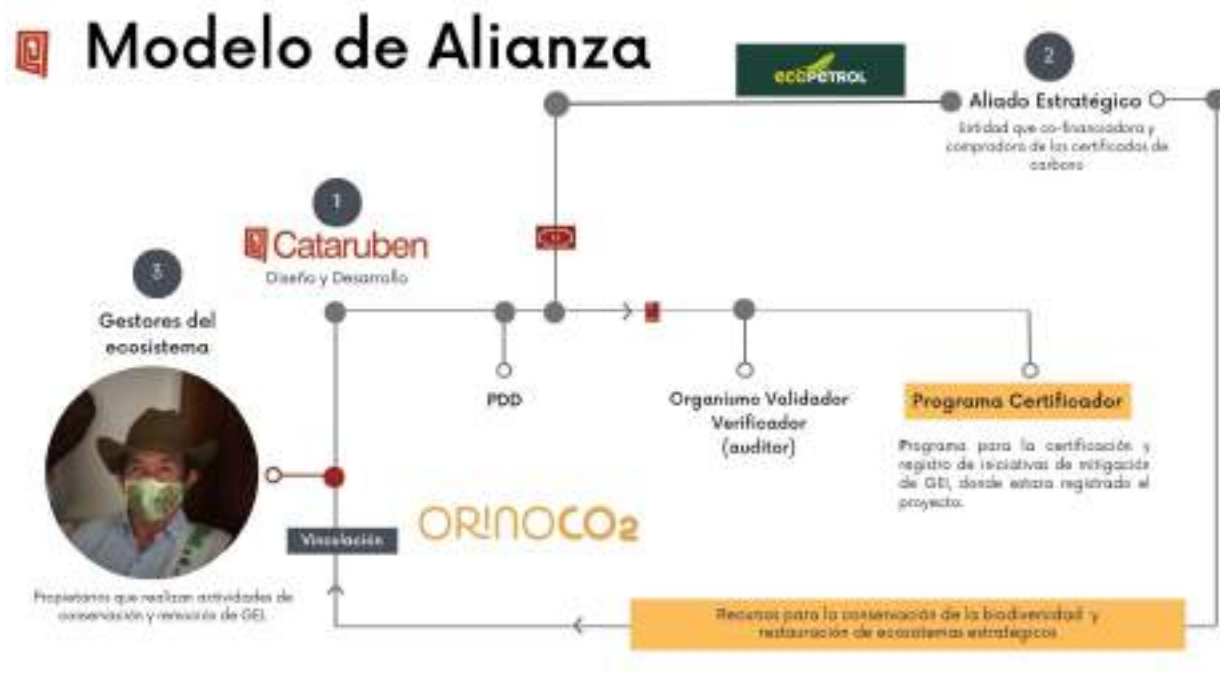 Modelo de Alianza
ecopetrol
2
Aliado Estratégico
Entidad que co-financiadora y
compradora de los certificados de
carbono
1
Cataruben
Diseño y Desarrollo
3
Gestores del
ecosistema
PDD
Organismo Validador
Verificador
(auditor)
Programa Certificador
Programa para la certificación y
registro de iniciativas de mitigación
de GEI, donde estara registrado el
proyecto.
ORINOCO2
Vinculación
Propietarios que realizan actividades de
conservación y remoción de GEI.
Recursos para la conservación de la biodiversidad y
restauración de ecosistemas estratégicos